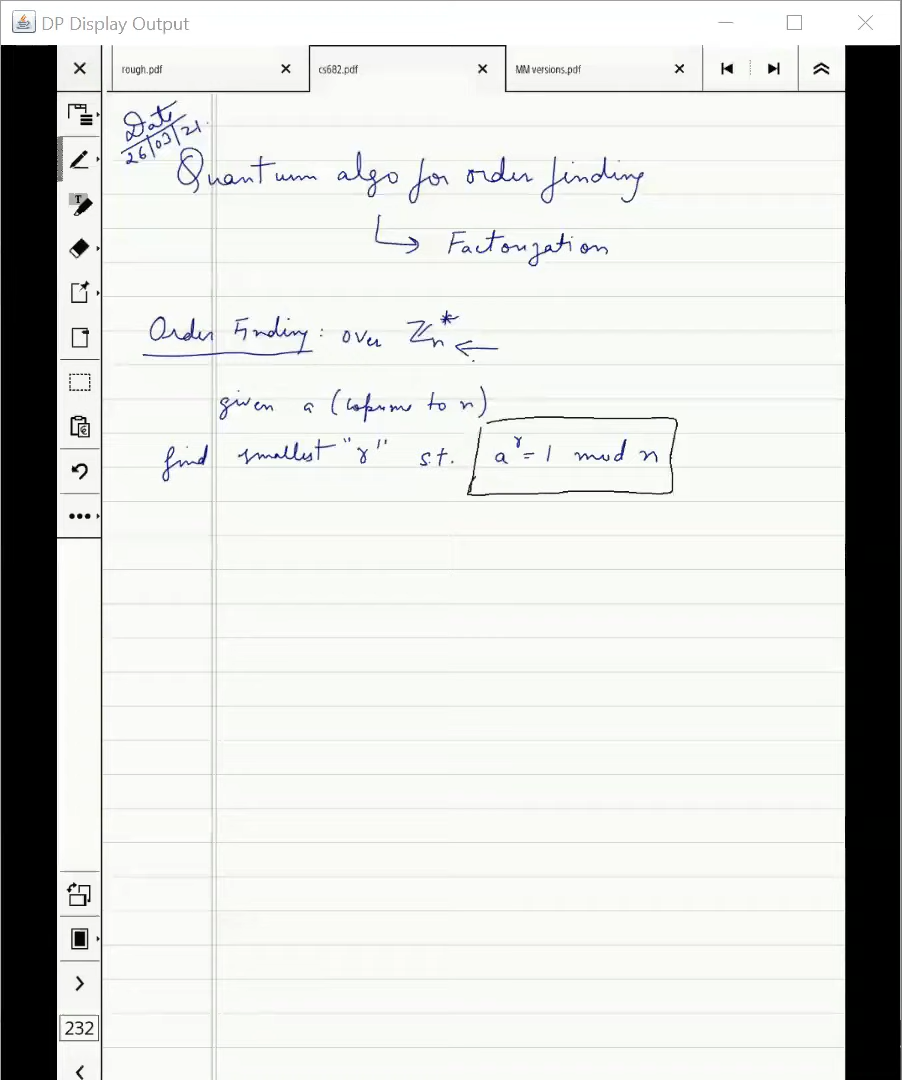 DP Display Output
rough.pdf
cs682.pdf
MM versions.pdf
Date
26/03/21.
Quantum algo for order finding
↳ Factorization
Order Finding: over ℤₙ* ←
given a (coprime to n)
find smallest "r" s.t. aʳ = 1 mod n
232